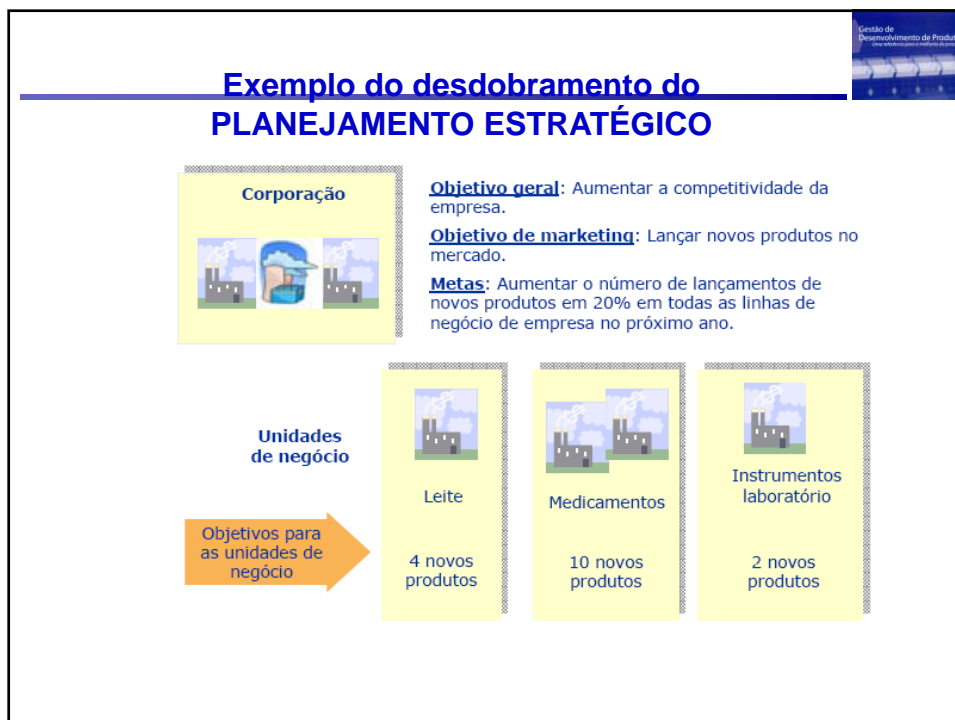 Gestão de
Desenvolvimento de Produt
Exemplo do desdobramento do
PLANEJAMENTO ESTRATÉGICO
Corporação
Objetivo geral: Aumentar a competitividade da
empresa.
Objetivo de marketing: Lançar novos produtos no
mercado.
Metas: Aumentar o número de lançamentos de
novos produtos em 20% em todas as linhas de
negócio de empresa no próximo ano.
Unidades
de negócio
Leite
Medicamentos
Instrumentos
laboratório
Objetivos para
as unidades de
negócio
4 novos
produtos
10 novos
produtos
2 novos
produtos